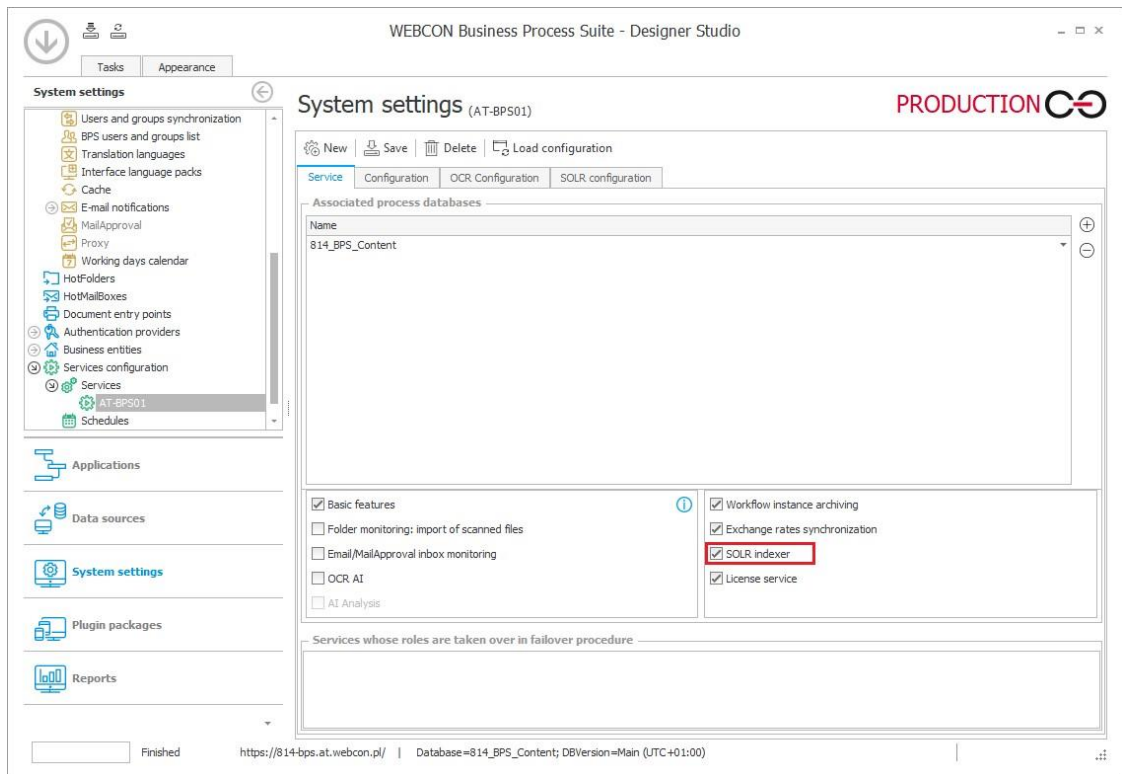 WEBCON Business Process Suite - Designer Studio
Tasks
Appearance
System settings
Users and groups synchronization
BPS users and groups list
Translation languages
Interface language packs
Cache
E-mail notifications
MailApproval
Proxy
Working days calendar
HotFolders
HotMailBoxes
Document entry points
Authentication providers
Business entities
Services configuration
Services
AT-BPS01
Schedules
Applications
Data sources
System settings
Plugin packages
Reports
System settings (AT-BPS01)
PRODUCTION
New
Save
Delete
Load configuration
Service
Configuration
OCR Configuration
SOLR configuration
Associated process databases
Name
814_BPS_Content
Basic features
Folder monitoring: import of scanned files
Email/MailApproval inbox monitoring
OCR AI
AI Analysis
Workflow instance archiving
Exchange rates synchronization
SOLR indexer
License service
Services whose roles are taken over in failover procedure
Finished
https://814-bps.at.webcon.pl/ | Database=814_BPS_Content; DBVersion=Main (UTC+01:00)